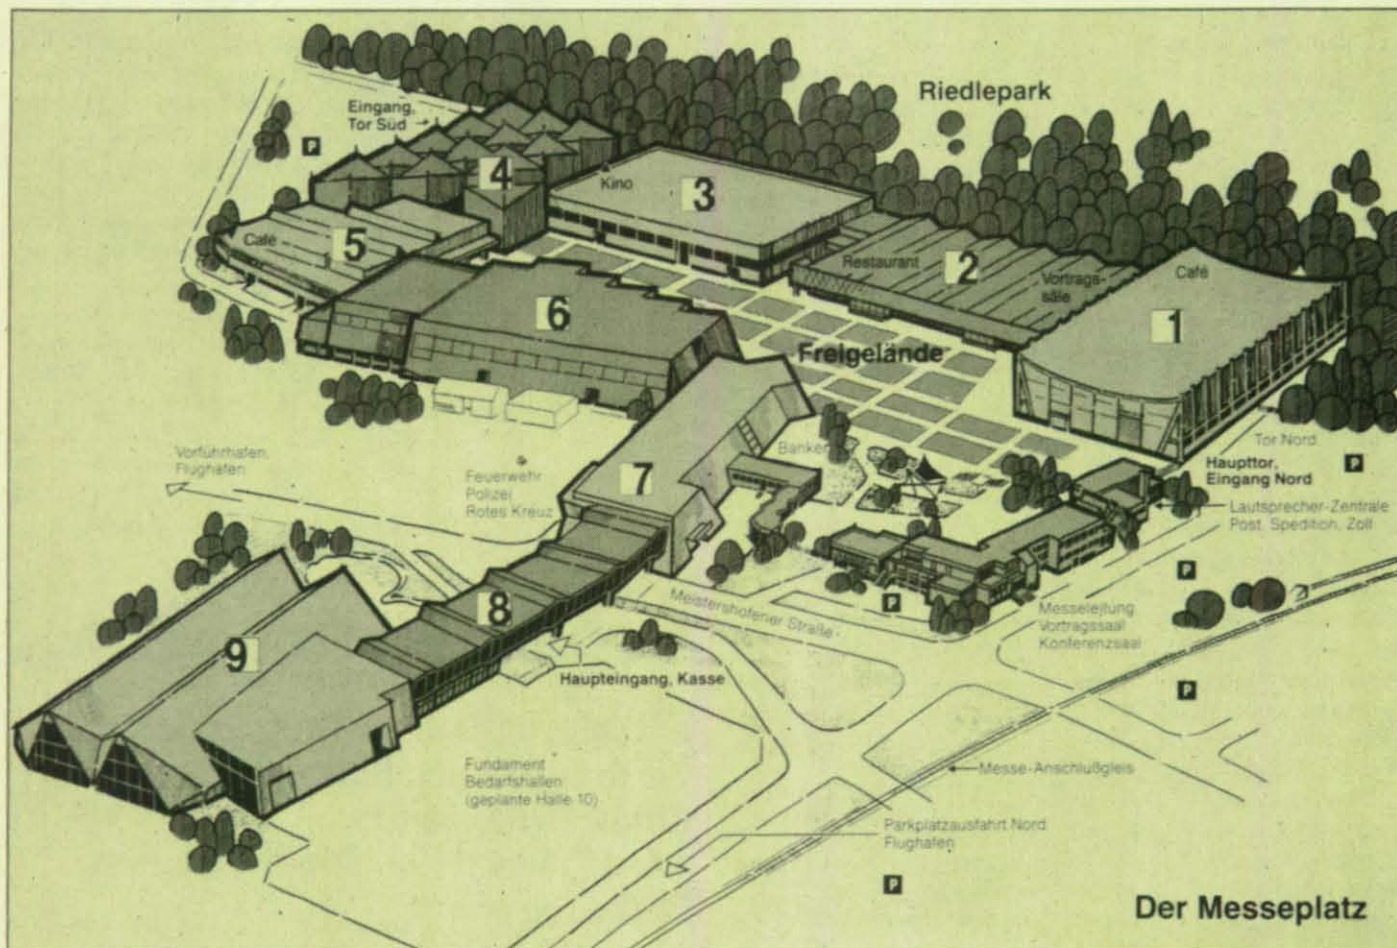 Riedlepark
Eingang,
Tor Süd
P
4
Kino
3
Café
5
Restaurant
2
Vortrags-
säle
Café
1
6
Freigelände
Vorführhafen,
Flughafen
Feuerwehr
Polizei
Rotes Kreuz
7
Banken
Tor Nord
Haupttor,
Eingang Nord
P
Lautsprecher-Zentrale
Post, Spedition, Zoll
P
8
Meistershofener Straße
P
Messeleitung
Vortragssaal
Konferenzsaal
9
Haupteingang, Kasse
P
Fundament
Bedarfshallen
(geplante Halle 10)
Messe-Anschlußgleis
Parkplatzausfahrt Nord
Flughafen
P
Der Messeplatz